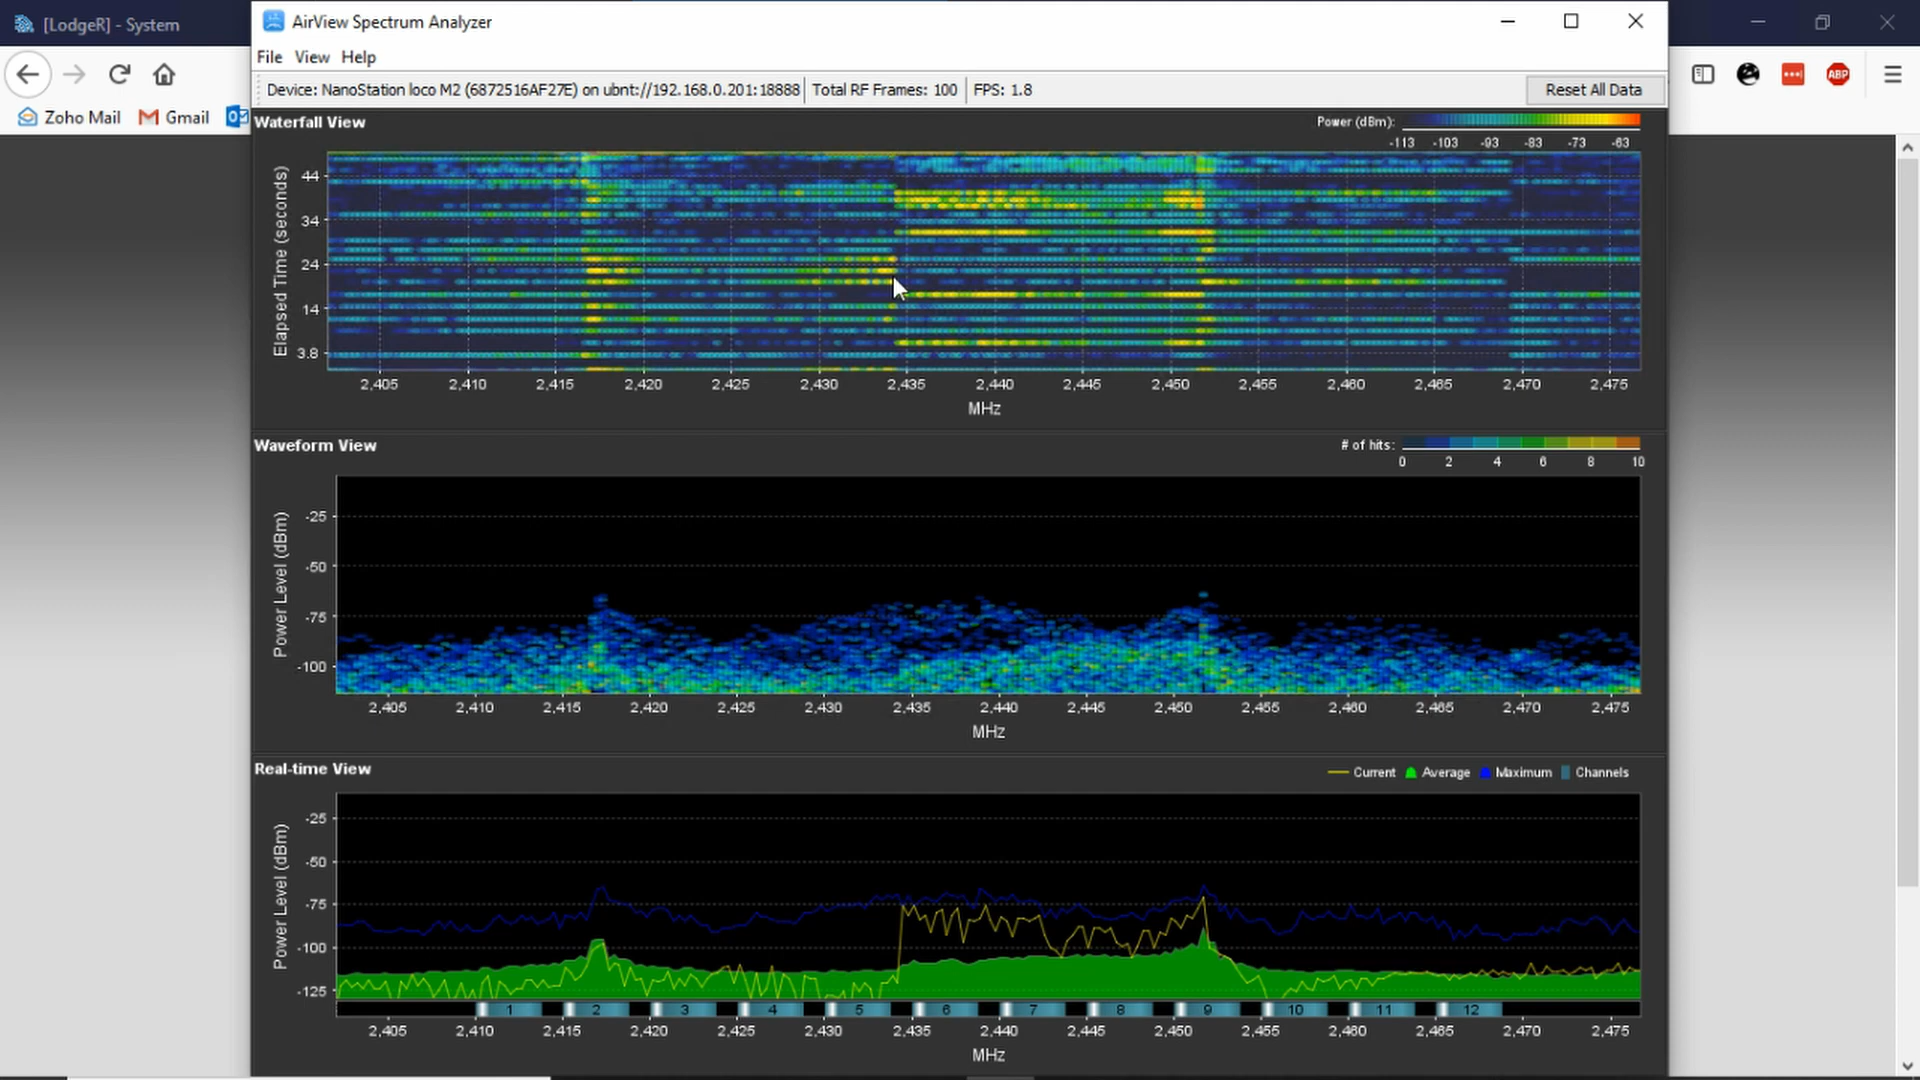 [LodgeR] - System
AirView Spectrum Analyzer
File View Help
Device: NanoStation loco M2 (6872516AF27E) on ubnt://192.168.0.201:18888 Total RF Frames: 100 FPS: 1.8 Reset All Data
ABP
Zoho Mail Gmail
Waterfall View
Power (dBm):
-113 -103 -93 -83 -73 -63
Elapsed Time (seconds)
44
34
24
14
3.8
2,405 2,410 2,415 2,420 2,425 2,430 2,435 2,440 2,445 2,450 2,455 2,460 2,465 2,470 2,475
MHz
Waveform View
# of hits:
0 2 4 6 8 10
Power Level (dBm)
-25
-50
-75
-100
2,405 2,410 2,415 2,420 2,425 2,430 2,435 2,440 2,445 2,450 2,455 2,460 2,465 2,470 2,475
MHz
Real-time View
Current Average Maximum Channels
Power Level (dBm)
-25
-50
-75
-100
-125
1 2 3 4 5 6 7 8 9 10 11 12
2,405 2,410 2,415 2,420 2,425 2,430 2,435 2,440 2,445 2,450 2,455 2,460 2,465 2,470 2,475
MHz